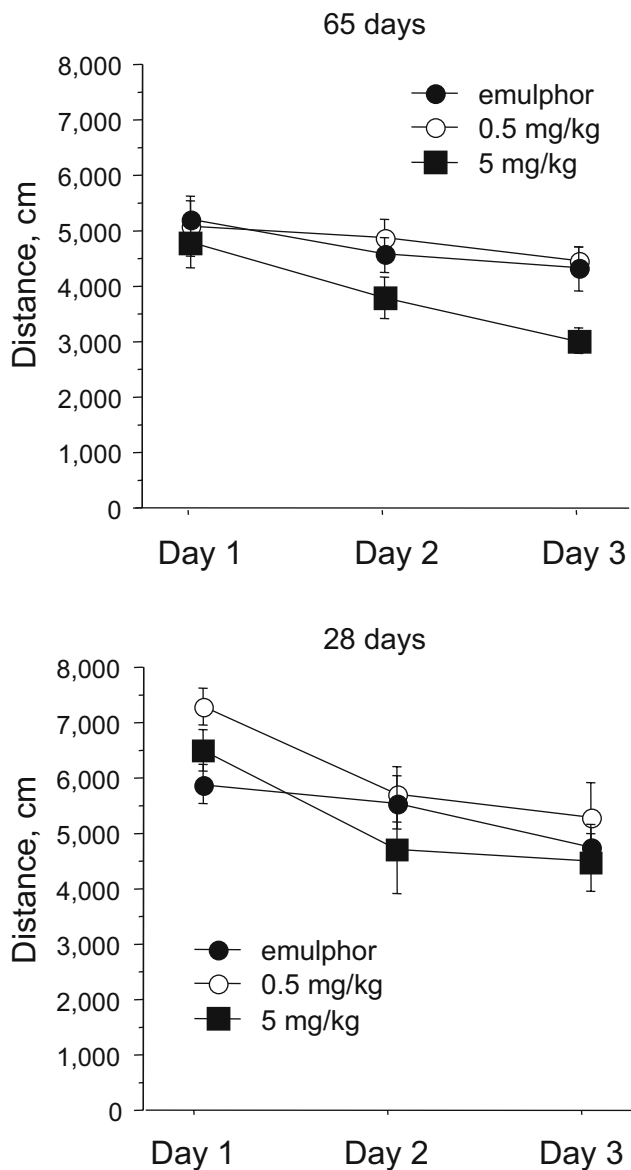 65 days
8,000
7,000
6,000
5,000
4,000
3,000
2,000
1,000
0
Distance, cm
emulphor
0.5 mg/kg
5 mg/kg
Day 1 Day 2 Day 3
28 days
8,000
7,000
6,000
5,000
4,000
3,000
2,000
1,000
0
Distance, cm
emulphor
0.5 mg/kg
5 mg/kg
Day 1 Day 2 Day 3